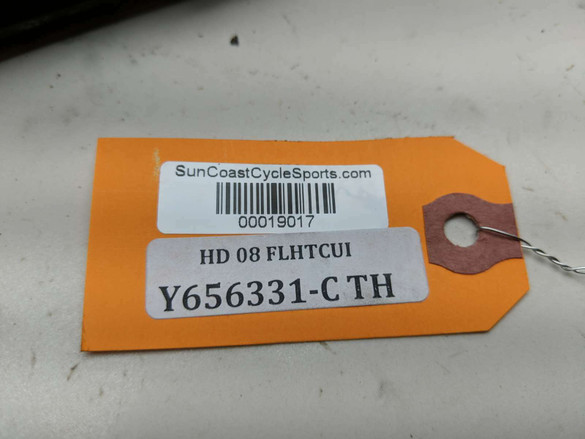 SunCoastCycleSports.com
00019017
HD 08 FLHTCUI
Y656331-C TH